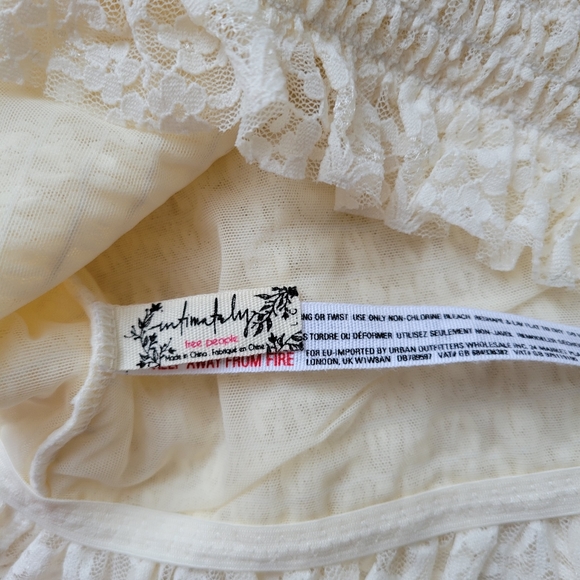 intimately
free people
Made in China. Fabriqué en Chine
KEEP AWAY FROM FIRE
NG OR TWIST USE ONLY NON-CHLORINE BLEACH
S TORDRE OU DÉFORMER UTILISEZ SEULEMENT NON-JAVEL
FOR EU-IMPORTED BY URBAN OUTFITTERS WHOLESALE INC.
LONDON, UK W1W8AN